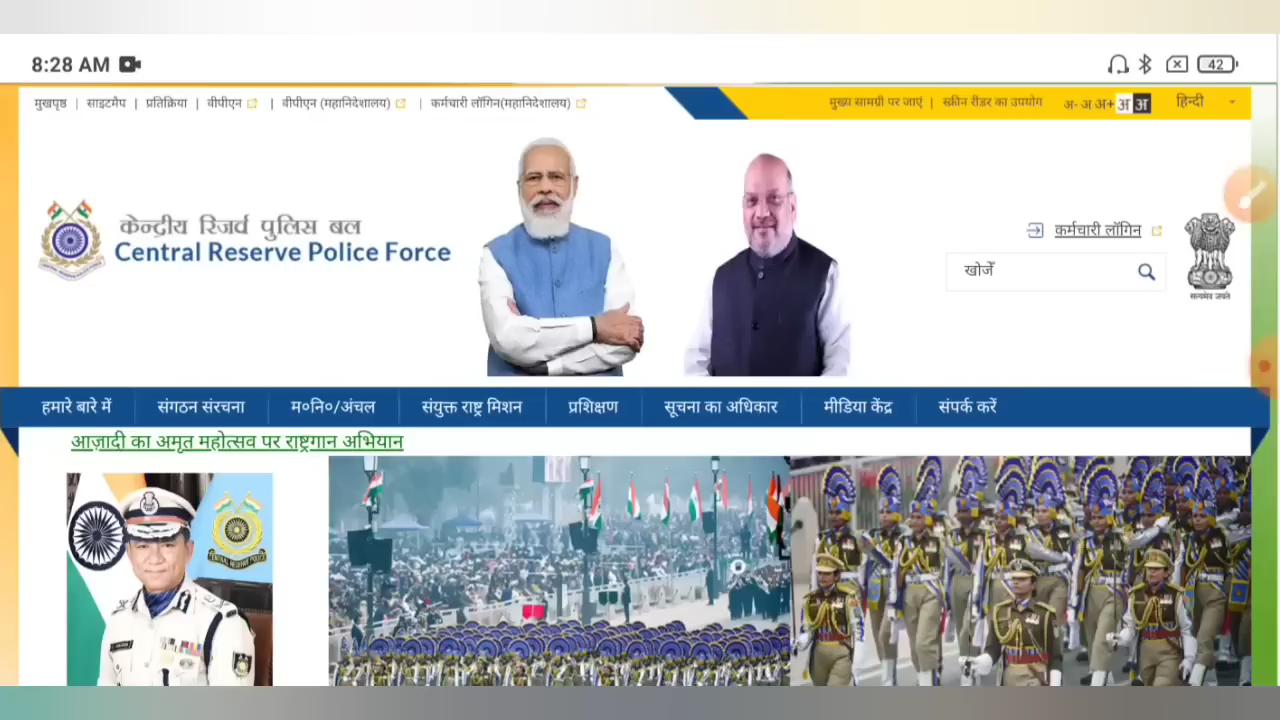 8:28 AM 42
मुखपृष्ठ | साइटमैप | प्रतिक्रिया | वीपीएन | वीपीएन (महानिदेशालय) | कर्मचारी लॉगिन(महानिदेशालय)
मुख्य सामग्री पर जाएं | स्क्रीन रीडर का उपयोग अ- अ अ+ अ अ हिन्दी
केन्द्रीय रिजर्व पुलिस बल
Central Reserve Police Force
कर्मचारी लॉगिन
खोजेँ
सत्यमेव जयते
हमारे बारे में संगठन संरचना म०नि०/अंचल संयुक्त राष्ट्र मिशन प्रशिक्षण सूचना का अधिकार मीडिया केंद्र संपर्क करें
आज़ादी का अमृत महोत्सव पर राष्ट्रगान अभियान